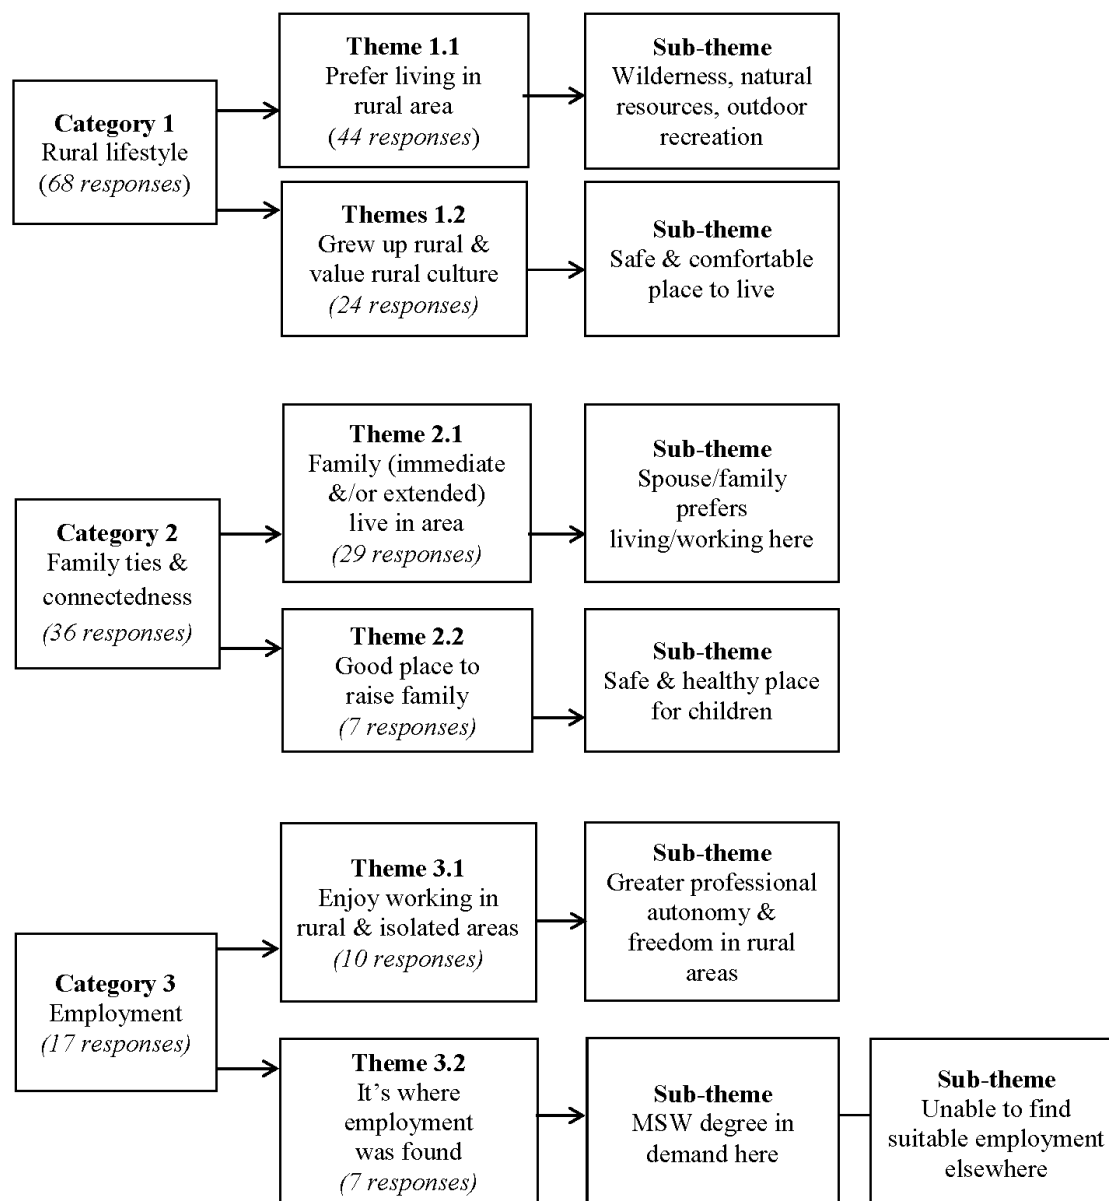 Category 1
Rural lifestyle
(68 responses)
Theme 1.1
Prefer living in
rural area
(44 responses)
Sub-theme
Wilderness, natural
resources, outdoor
recreation
Themes 1.2
Grew up rural &
value rural culture
(24 responses)
Sub-theme
Safe & comfortable
place to live
Category 2
Family ties &
connectedness
(36 responses)
Theme 2.1
Family (immediate
&/or extended)
live in area
(29 responses)
Sub-theme
Spouse/family
prefers
living/working here
Theme 2.2
Good place to
raise family
(7 responses)
Sub-theme
Safe & healthy place
for children
Category 3
Employment
(17 responses)
Theme 3.1
Enjoy working in
rural & isolated areas
(10 responses)
Sub-theme
Greater professional
autonomy &
freedom in rural
areas
Theme 3.2
It's where
employment
was found
(7 responses)
Sub-theme
MSW degree in
demand here
Sub-theme
Unable to find
suitable employment
elsewhere